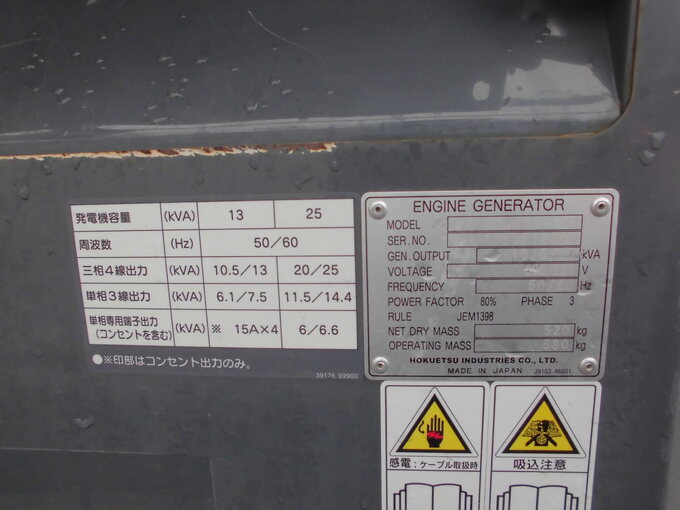 発電機容量 (kVA) 13 25
周波数 (Hz) 50/60
三相4線出力 (kVA) 10.5/13 20/25
単相3線出力 (kVA) 6.1/7.5 11.5/14.4
単相専用端子出力
(コンセントを含む) (kVA) ※ 15A×4 6/6.6
●※印部はコンセント出力のみ。
39176 99900
ENGINE GENERATOR
MODEL
SER.NO.
GEN.OUTPUT kVA
VOLTAGE V
FREQUENCY Hz
POWER FACTOR 80% PHASE 3
RULE JEM1398
NET DRY MASS 520 kg
OPERATING MASS kg
HOKUETSU INDUSTRIES CO., LTD.
MADE IN JAPAN 39103 46801
感電:ケーブル取扱時
吸込注意